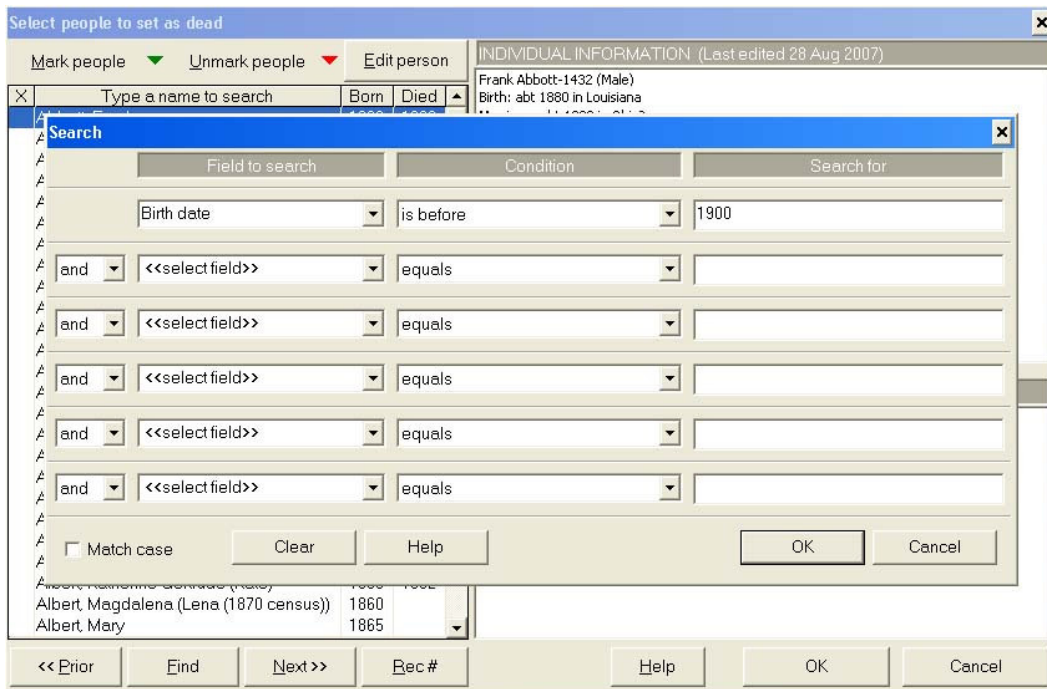 Select people to set as dead
Mark people Unmark people Edit person
INDIVIDUAL INFORMATION (Last edited 28 Aug 2007)
Frank Abbott-1432 (Male)
Birth: abt 1880 in Louisiana
X Type a name to search Born Died
Search
Field to search Condition Search for
Birth date is before 1900
and <<select field>> equals
and <<select field>> equals
and <<select field>> equals
and <<select field>> equals
and <<select field>> equals
Match case Clear Help OK Cancel
Albert, Magdalena (Lena (1870 census)) 1860
Albert, Mary 1865
<< Prior Find Next >> Rec # Help OK Cancel